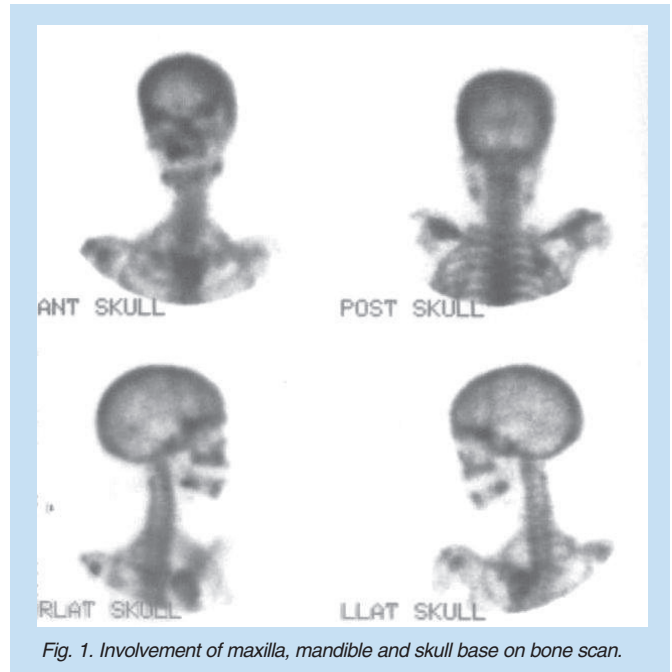 ANT SKULL
POST SKULL
RLAT SKULL
LLAT SKULL
Fig. 1. Involvement of maxilla, mandible and skull base on bone scan.